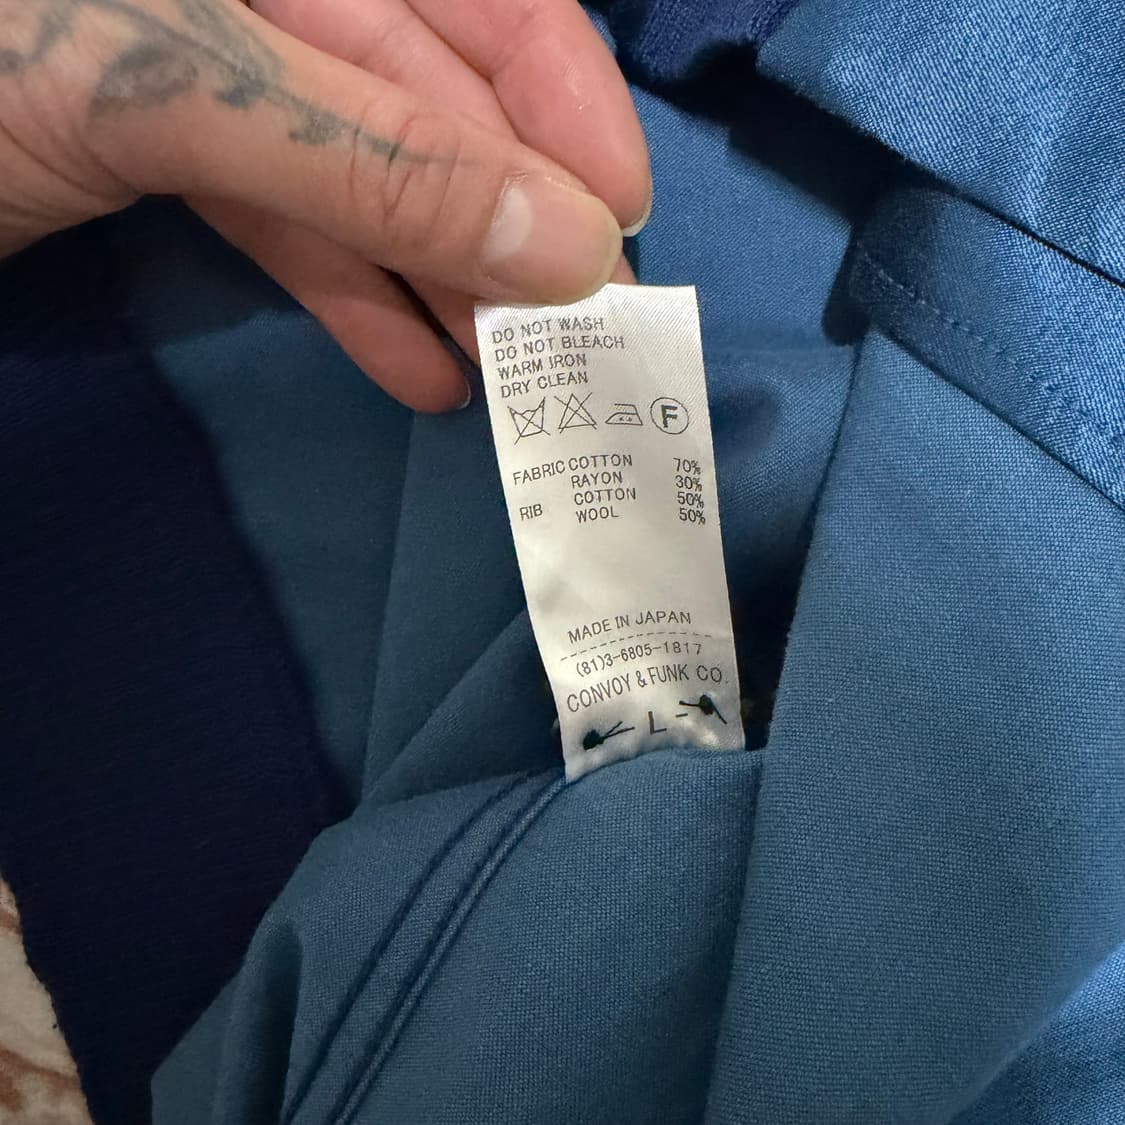 DO NOT WASH
DO NOT BLEACH
WARM IRON
DRY CLEAN
F
FABRIC COTTON 70%
RAYON 30%
RIB COTTON 50%
WOOL 50%
MADE IN JAPAN
(81)3-6805-1817
CONVOY & FUNK CO.
- L -